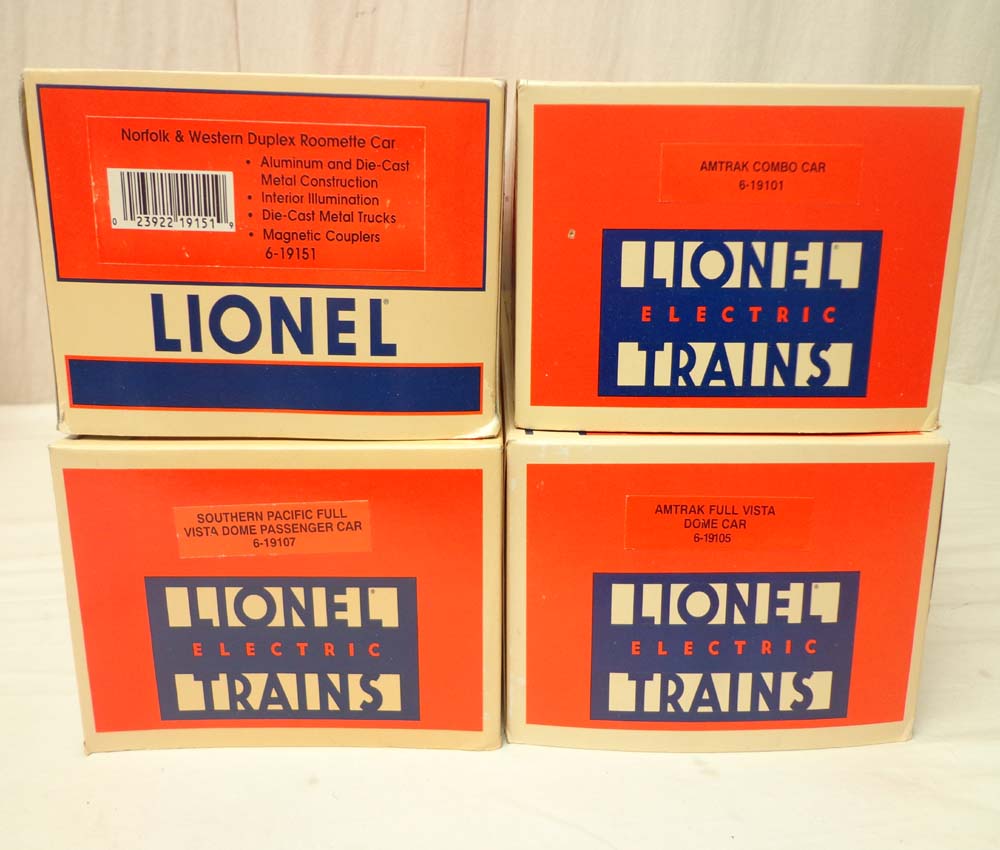 Norfolk & Western Duplex Roomette Car
• Aluminum and Die-Cast
Metal Construction
• Interior Illumination
• Die-Cast Metal Trucks
• Magnetic Couplers
6-19151
0 23922 19151 9
LIONEL®
AMTRAK COMBO CAR
6-19101
LIONEL®
ELECTRIC
TRAINS
SOUTHERN PACIFIC FULL
VISTA DOME PASSENGER CAR
6-19107
LIONEL®
ELECTRIC
TRAINS
AMTRAK FULL VISTA
DOME CAR
6-19105
LIONEL®
ELECTRIC
TRAINS